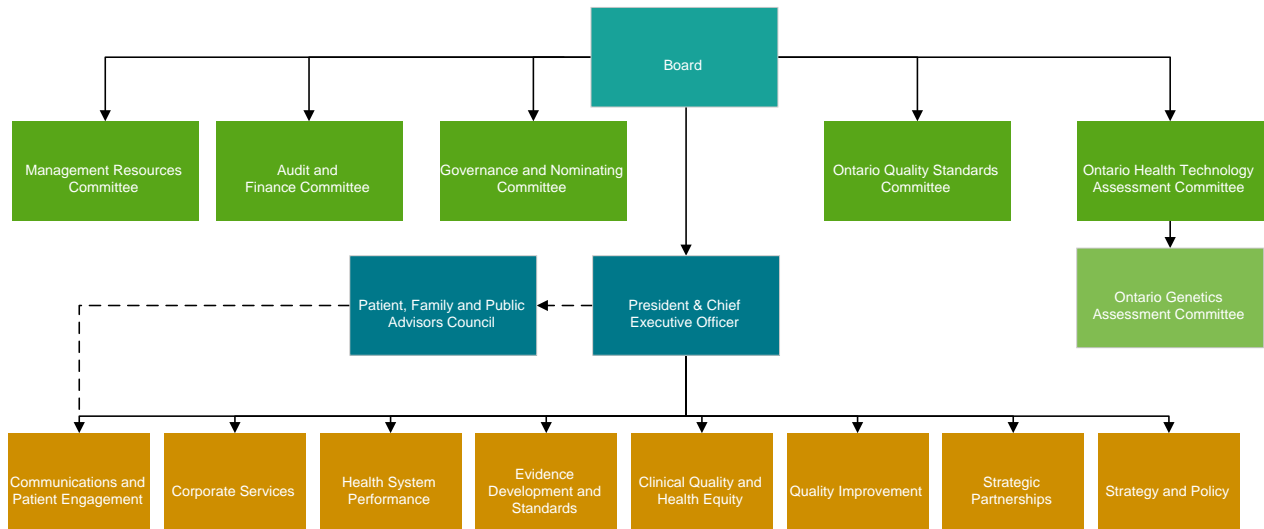 Board
Management Resources
Committee
Audit and
Finance Committee
Governance and Nominating
Committee
Ontario Quality Standards
Committee
Ontario Health Technology
Assessment Committee
Patient, Family and Public
Advisors Council
President & Chief
Executive Officer
Ontario Genetics
Assessment Committee
Communications and
Patient Engagement
Corporate Services
Health System
Performance
Evidence
Development and
Standards
Clinical Quality and
Health Equity
Quality Improvement
Strategic
Partnerships
Strategy and Policy